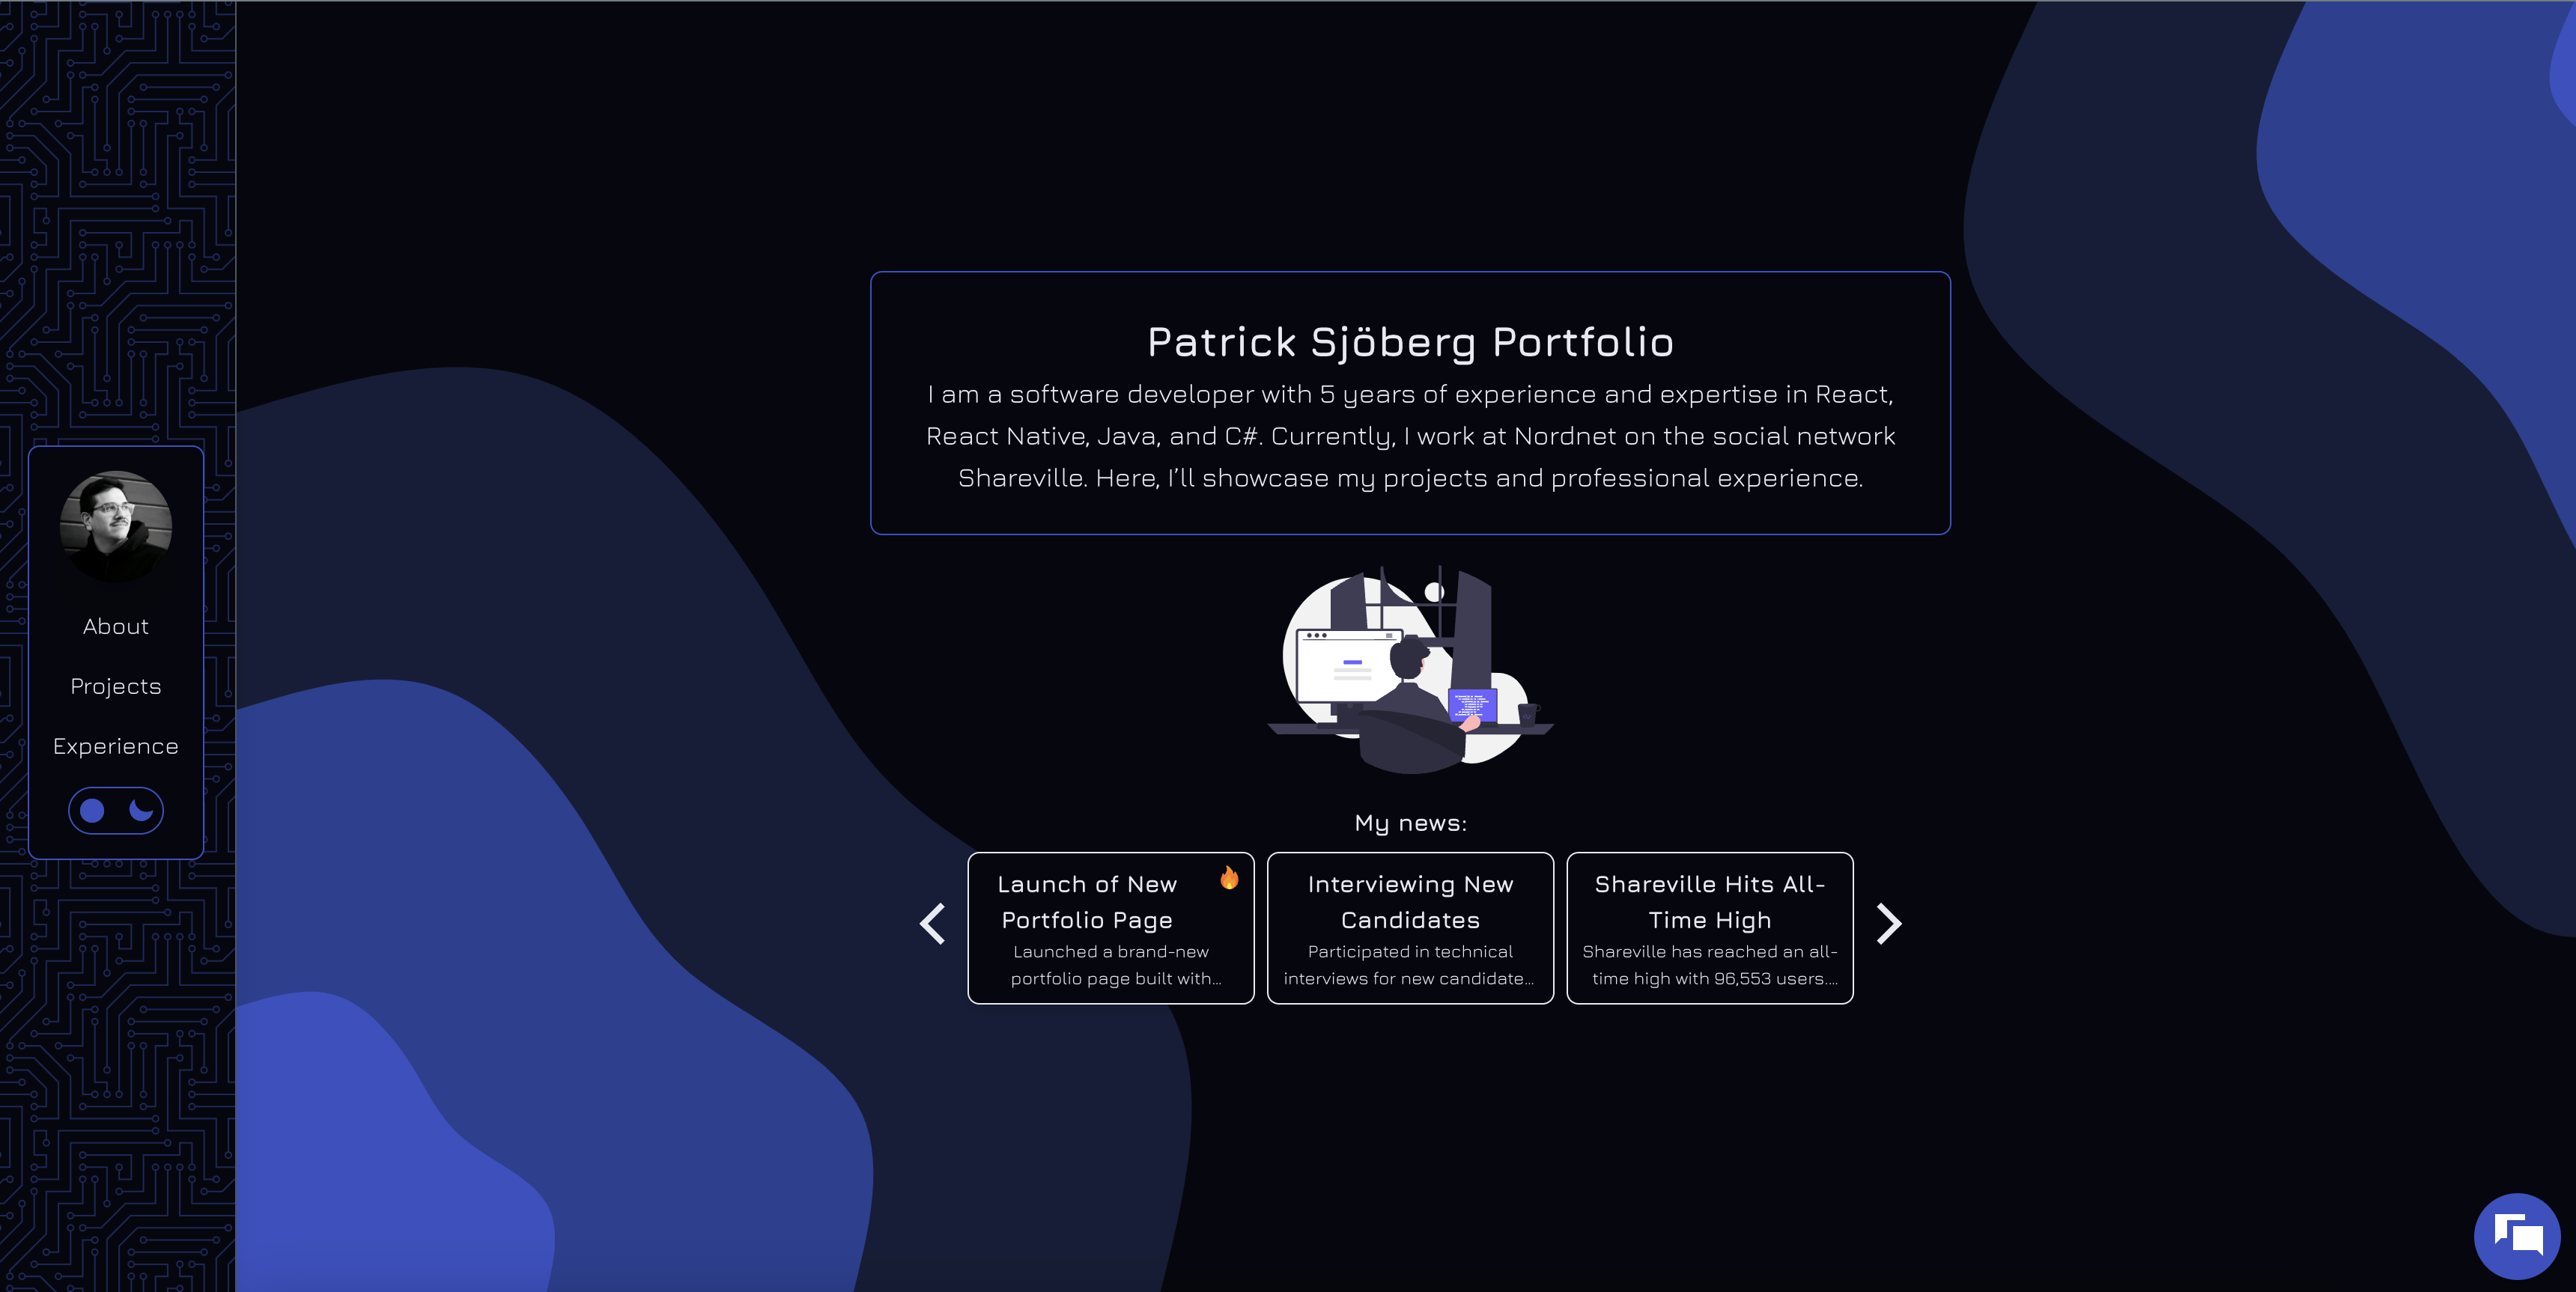 About
Projects
Experience
Patrick Sjöberg Portfolio
I am a software developer with 5 years of experience and expertise in React,
React Native, Java, and C#. Currently, I work at Nordnet on the social network
Shareville. Here, I'll showcase my projects and professional experience.
My news:
Launch of New
Portfolio Page
Launched a brand-new
portfolio page built with...
Interviewing New
Candidates
Participated in technical
interviews for new candidate...
Shareville Hits All-
Time High
Shareville has reached an all-
time high with 96,553 users....